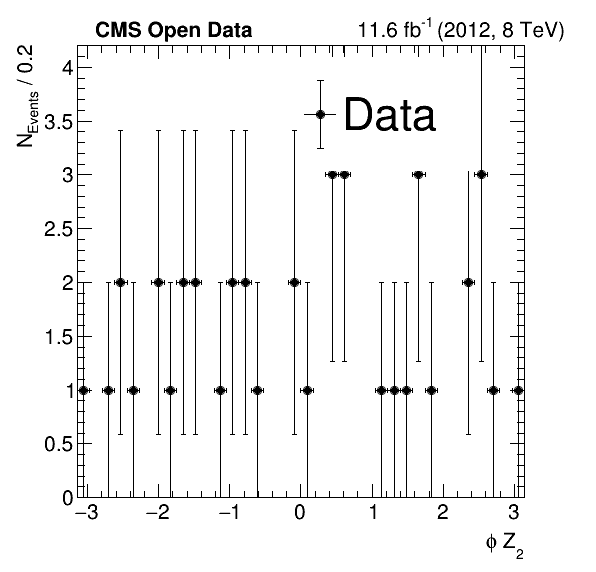 CMS Open Data 11.6 fb⁻¹ (2012, 8 TeV)
N_Events / 0.2
4
3.5
3
2.5
2
1.5
1
0.5
0
Data
−3 −2 −1 0 1 2 3
ϕ Z₂